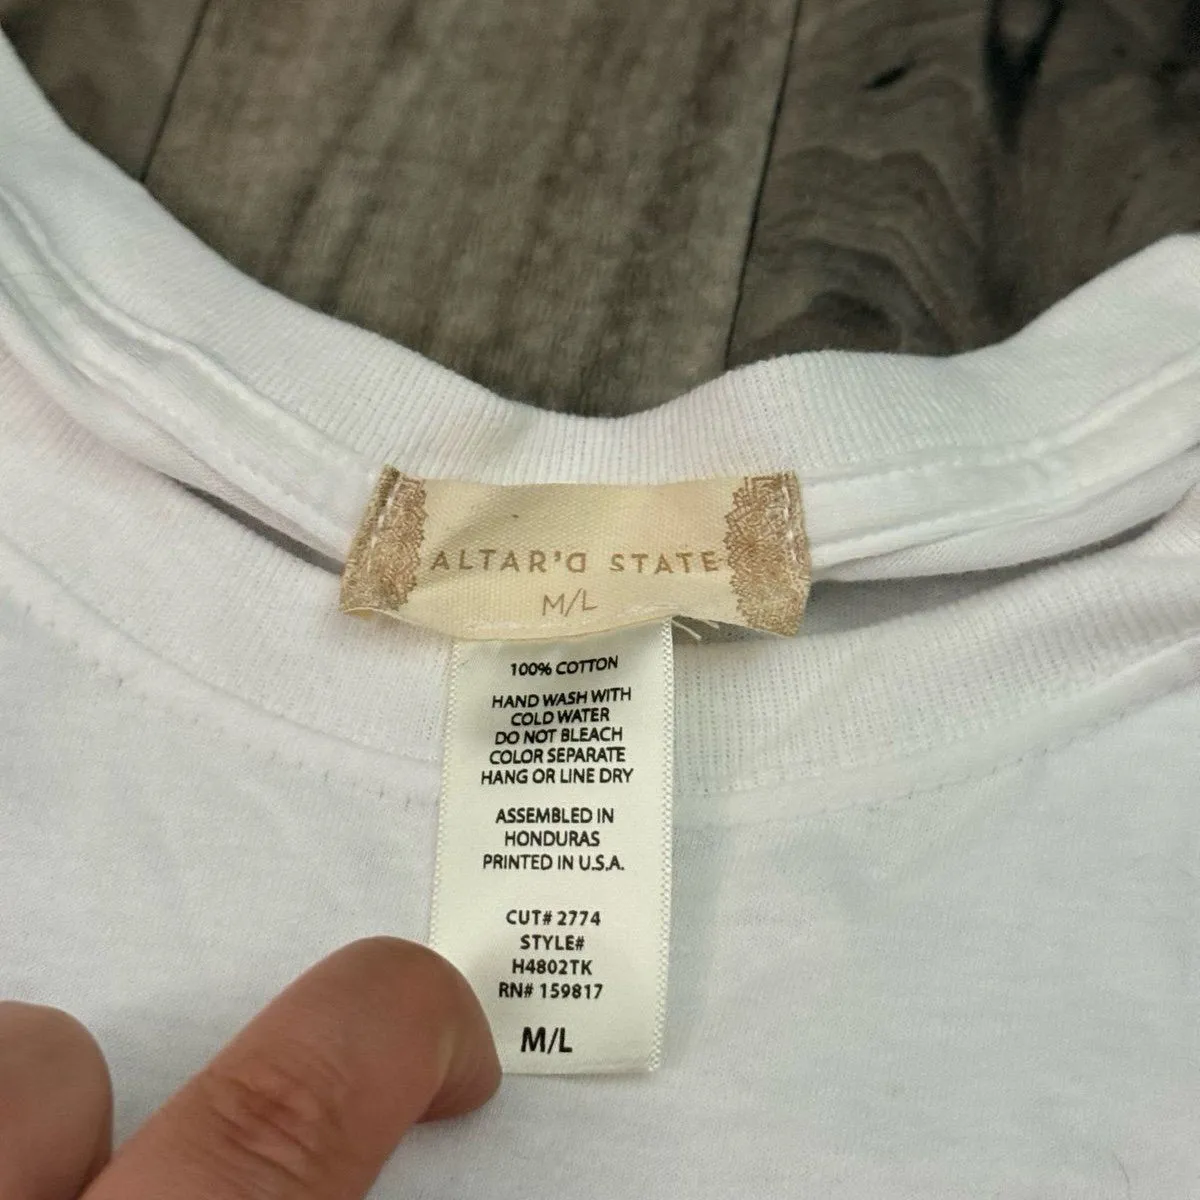 ALTAR'D STATE
M/L
100% COTTON
HAND WASH WITH
COLD WATER
DO NOT BLEACH
COLOR SEPARATE
HANG OR LINE DRY
ASSEMBLED IN
HONDURAS
PRINTED IN U.S.A.
CUT# 2774
STYLE#
H4802TK
RN# 159817
M/L